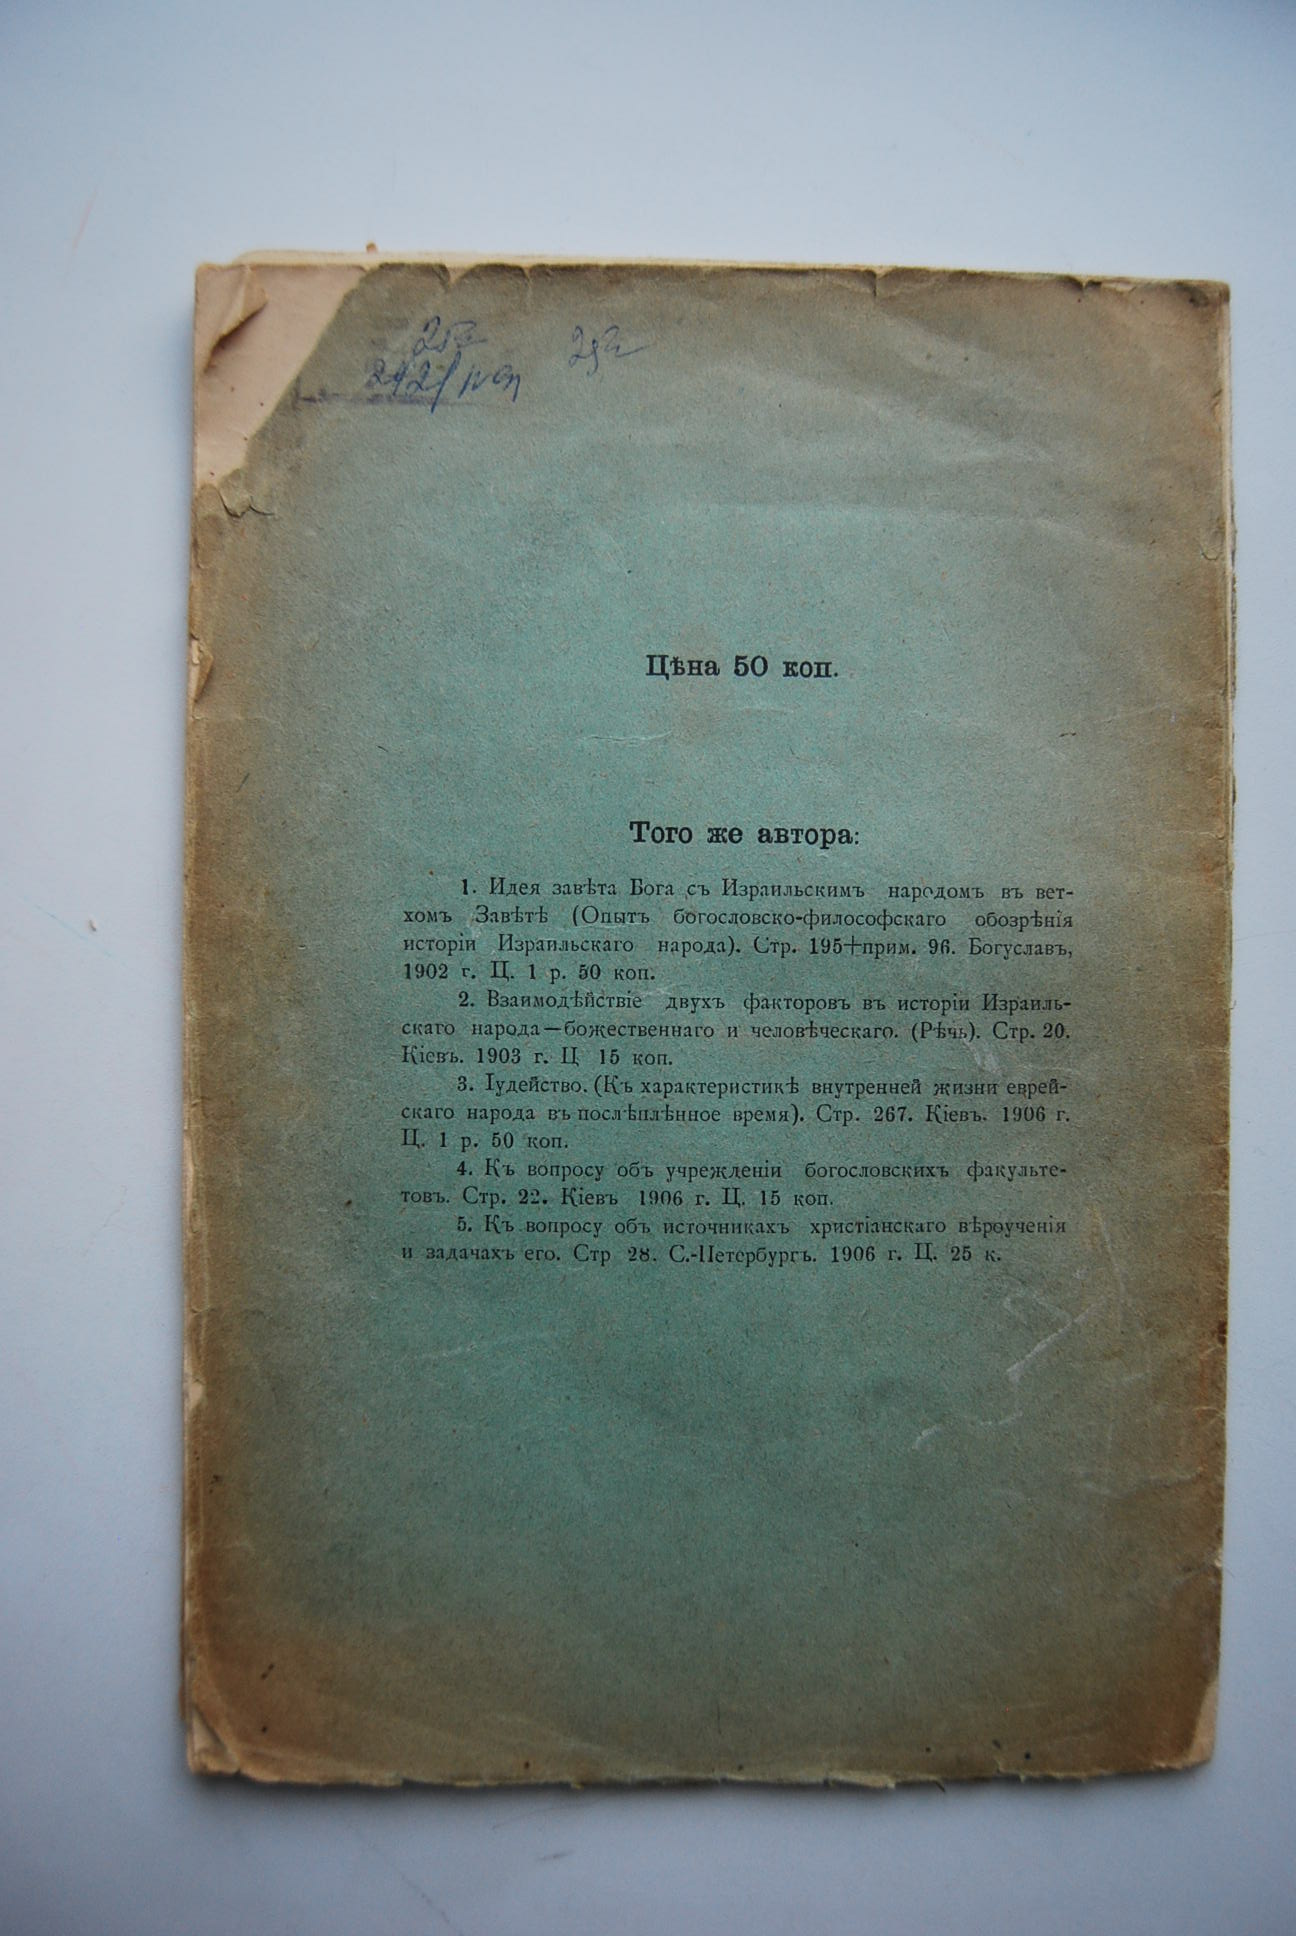 Цѣна 50 коп.
Того же автора:
1. Идея завѣта Бога съ Израильскимъ народомъ въ вет-
хомъ Завѣтѣ (Опытъ богословско-философскаго обозрѣнія
исторіи Израильскаго народа). Стр. 195+прим. 96. Богуславъ,
1902 г. Ц. 1 р. 50 коп.
2. Взаимодѣйствіе двухъ факторовъ въ исторіи Израиль-
скаго народа—божественнаго и человѣческаго. (Рѣчь). Стр. 20.
Кіевъ. 1903 г. Ц 15 коп.
3. Іудейство. (Къ характеристикѣ внутренней жизни еврей-
скаго народа въ послѣплѣнное время). Стр. 267. Кіевъ. 1906 г.
Ц. 1 р. 50 коп.
4. Къ вопросу объ учрежденіи богословскихъ факульте-
товъ. Стр. 22. Кіевъ 1906 г. Ц. 15 коп.
5. Къ вопросу объ источникахъ христіанскаго вѣроученія
и задачахъ его. Стр 28. С.-Петербургъ. 1906 г. Ц. 25 к.